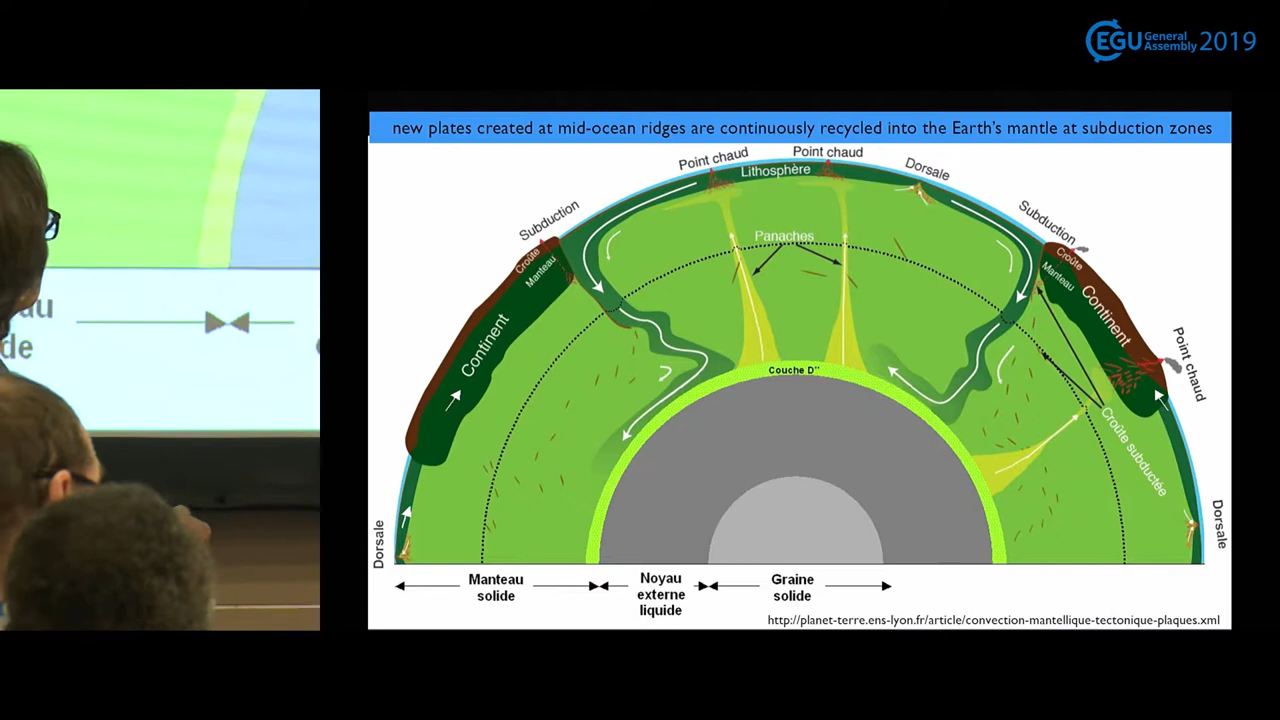 EGU General
Assembly 2019
new plates created at mid-ocean ridges are continuously recycled into the Earth's mantle at subduction zones
Point chaud
Point chaud
Lithosphère
Dorsale
Subduction
Subduction
Panaches
Croûte
Manteau
Croûte
Manteau
Continent
Continent
Point chaud
Couche D"
Croûte subductée
Dorsale
Dorsale
Manteau
solide
Noyau
externe
liquide
Graine
solide
http://planet-terre.ens-lyon.fr/article/convection-mantellique-tectonique-plaques.xml
au
de